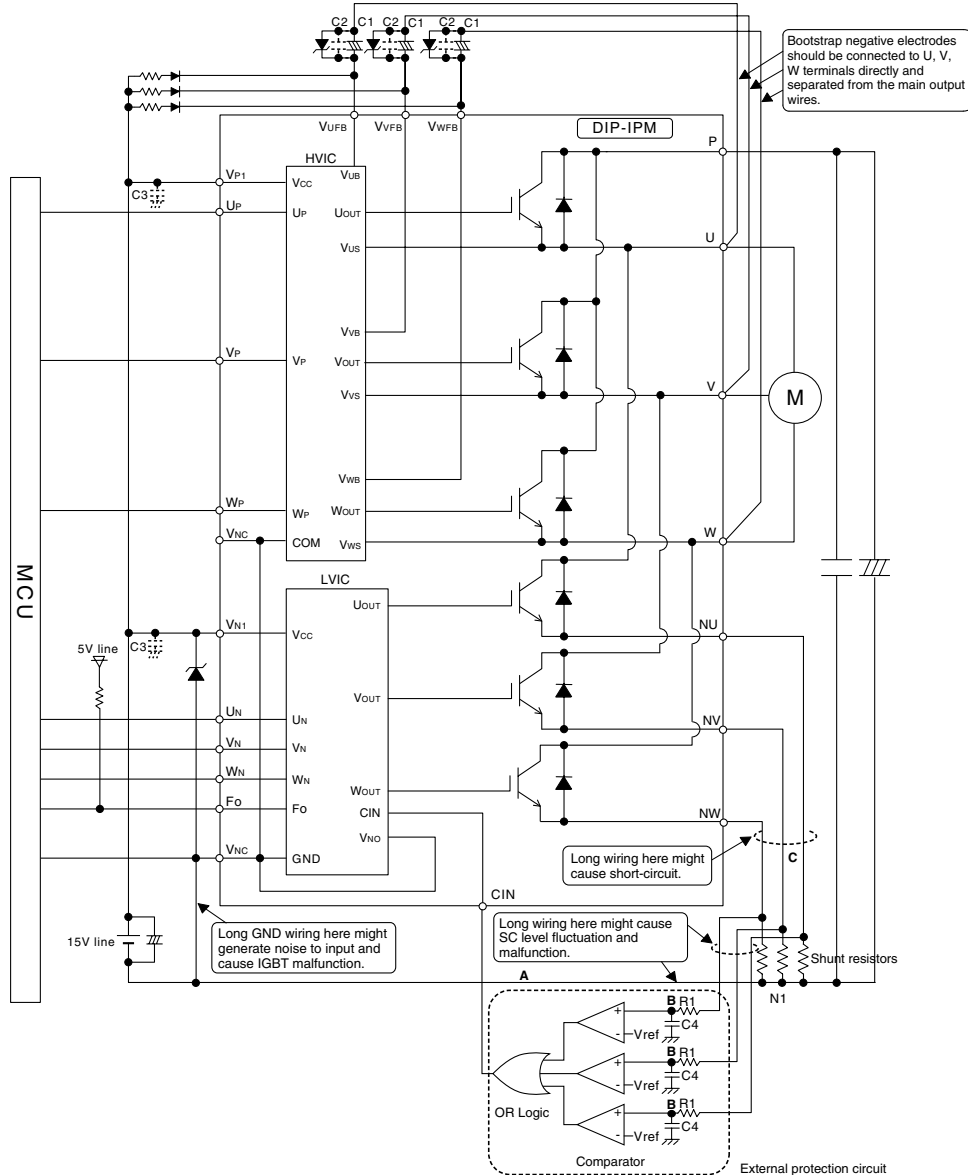 C2 C1 C2 C1 C2 C1
Bootstrap negative electrodes
should be connected to U, V,
W terminals directly and
separated from the main output
wires.
VUFB VVFB VWFB
DIP-IPM
P
HVIC
VP1
C3
VCC
VUB
UP
UP
UOUT
U
VUS
VVB
VP
VP
VOUT
V
VVS
M
VWB
WP
WP
WOUT
W
VNC
COM
VWS
MCU
LVIC
UOUT
VN1
VCC
NU
5V line
C3
VOUT
UN
UN
NV
VN
VN
WN
WN
WOUT
FO
FO
CIN
NW
VNO
VNC
GND
C
Long wiring here might
cause short-circuit.
CIN
Long GND wiring here might
generate noise to input and
cause IGBT malfunction.
Long wiring here might cause
SC level fluctuation and
malfunction.
15V line
Shunt resistors
A
N1
B R1
+
C4
- Vref
B R1
+
C4
- Vref
B R1
+
C4
- Vref
OR Logic
Comparator
External protection circuit